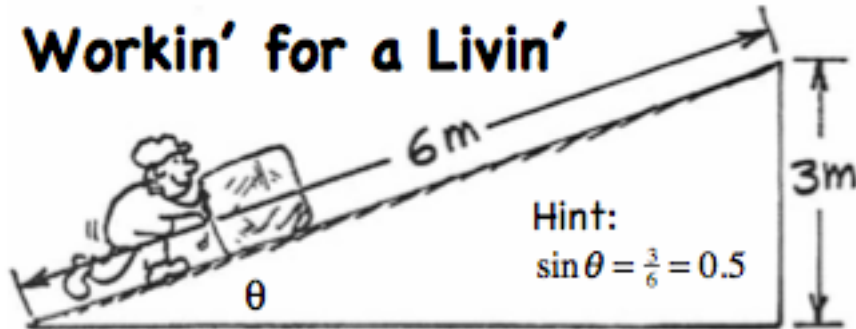 Workin' for a Livin'
6m
3m
Hint:
sin θ = 3/6 = 0.5
θ